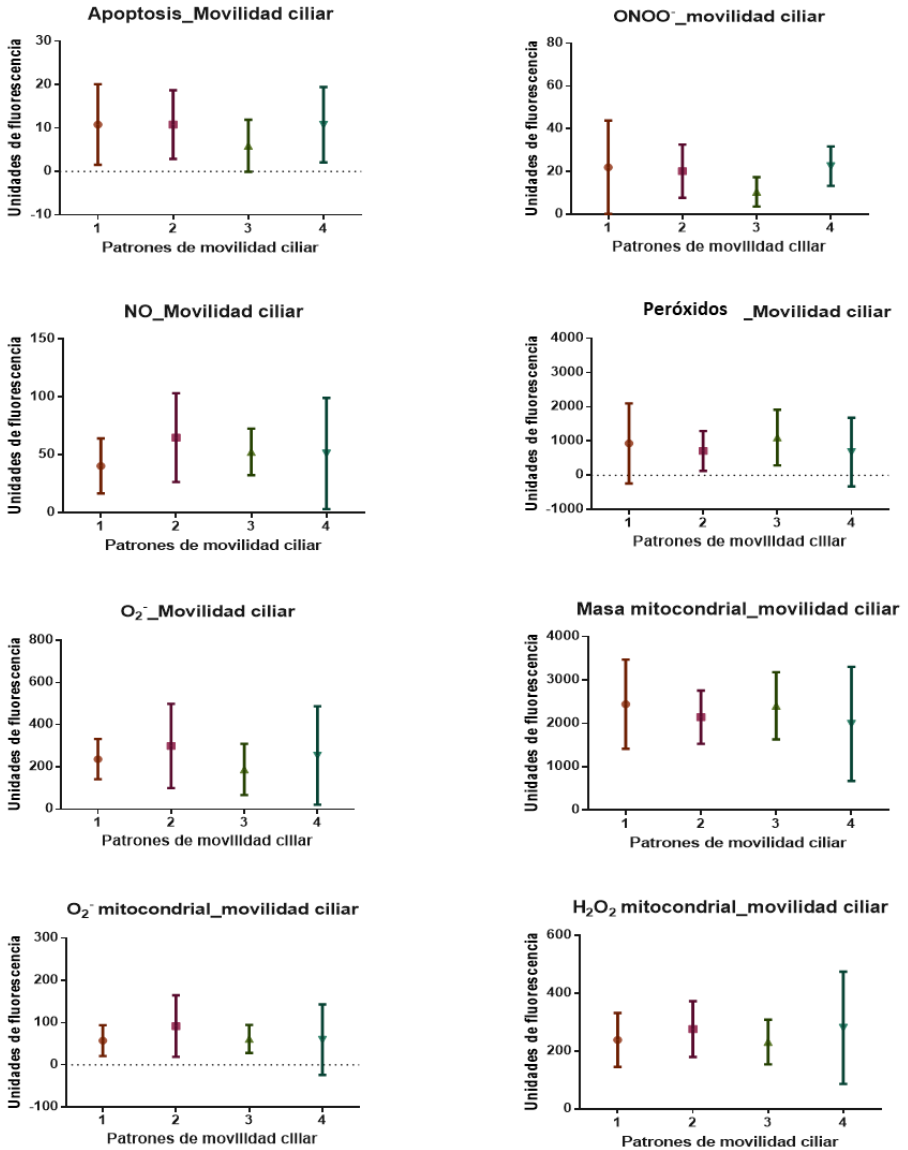 Apoptosis_Movilidad ciliar
Unidades de fluorescencia
30
20
10
0
-10
1 2 3 4
Patrones de movilidad ciliar
ONOO⁻_movilidad ciliar
Unidades de fluorescencia
80
60
40
20
0
1 2 3 4
Patrones de movilidad ciliar
NO_Movilidad ciliar
Unidades de fluorescencia
150
100
50
0
1 2 3 4
Patrones de movilidad ciliar
Peróxidos _Movilidad ciliar
Unidades de fluorescencia
4000
3000
2000
1000
0
-1000
1 2 3 4
Patrones de movilidad ciliar
O₂⁻_Movilidad ciliar
Unidades de fluorescencia
800
600
400
200
0
1 2 3 4
Patrones de movilidad ciliar
Masa mitocondrial_movilidad ciliar
Unidades de fluorescencia
4000
3000
2000
1000
0
1 2 3 4
Patrones de movilidad ciliar
O₂⁻ mitocondrial_movilidad ciliar
Unidades de fluorescencia
300
200
100
0
-100
1 2 3 4
Patrones de movilidad ciliar
H₂O₂ mitocondrial_movilidad ciliar
Unidades de fluorescencia
600
400
200
0
1 2 3 4
Patrones de movilidad ciliar